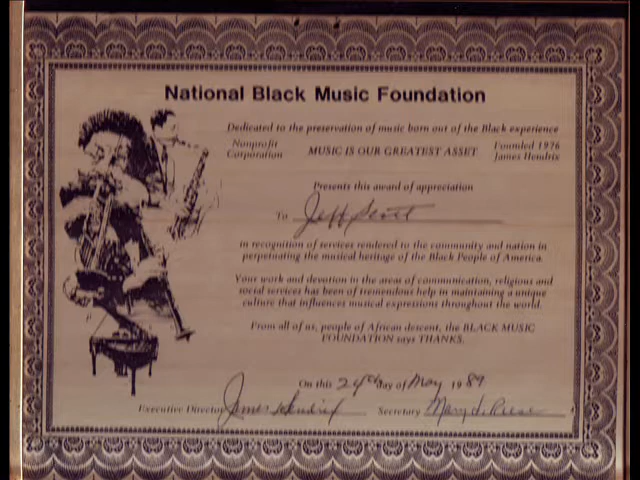 National Black Music Foundation
Dedicated to the preservation of music born out of the Black experience
Nonprofit Corporation
MUSIC IS OUR GREATEST ASSET
Founded 1976
James Hendrix
Presents this award of appreciation
To Jeff Scott
in recognition of services rendered to the community and nation in
perpetuating the musical heritage of the Black People of America.
Your work and devotion in the areas of communication, religious and
social services has been of tremendous help in maintaining a unique
culture that influences musical expressions throughout the world.
From all of us, people of African descent, the BLACK MUSIC
FOUNDATION says THANKS.
On this 24th day of May 1989
Executive Director James Hendrix Secretary Mary